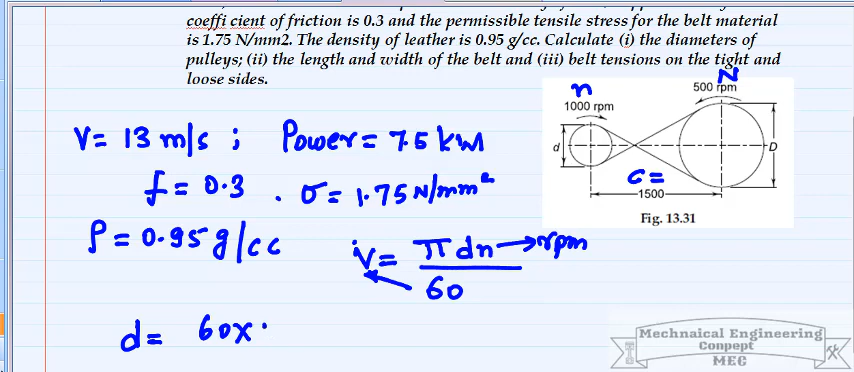 coeffi cient of friction is 0.3 and the permissible tensile stress for the belt material
is 1.75 N/mm2. The density of leather is 0.95 g/cc. Calculate (i) the diameters of
pulleys; (ii) the length and width of the belt and (iii) belt tensions on the tight and
loose sides.
n
N
1000 rpm
500 rpm
d
D
C =
1500
Fig. 13.31
V = 13 m/s ; Power = 7.5 kW
f = 0.3 . σ = 1.75 N/mm²
ρ = 0.95 g/cc
V = πdn → rpm
60
d = 60x.
Mechnaical Engineering
Conpept
MEC